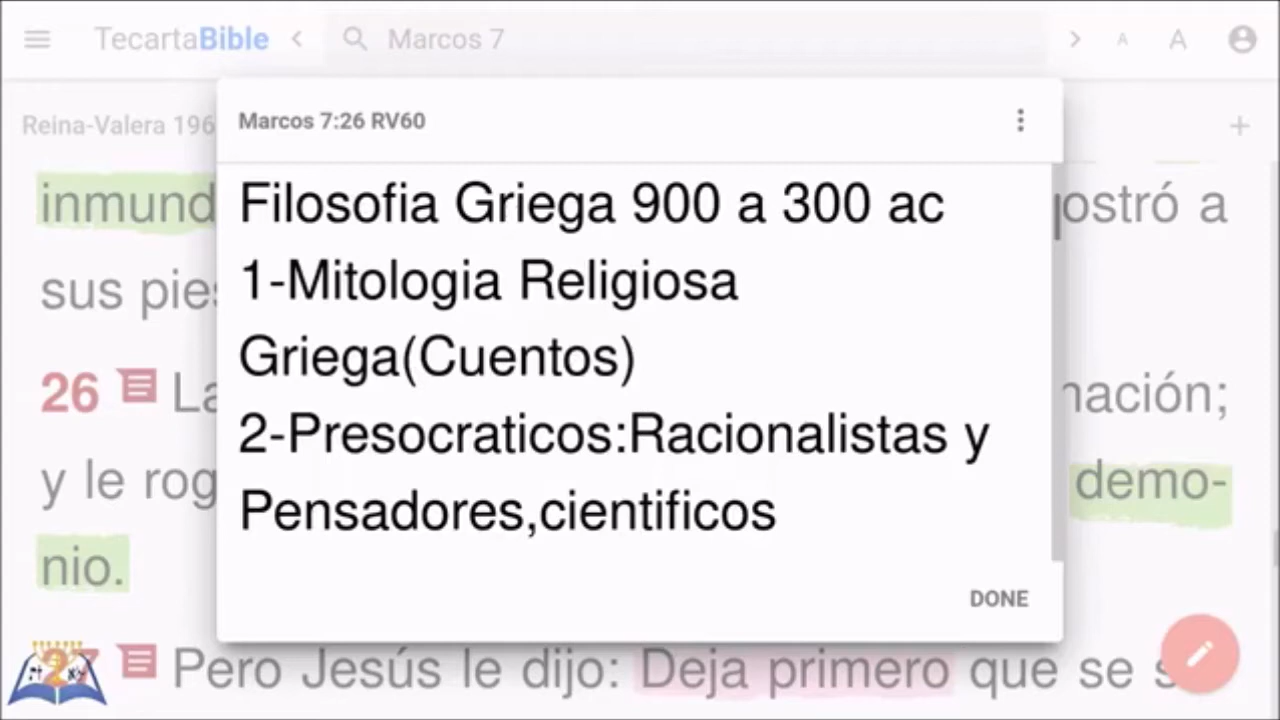 TecartaBible
Marcos 7
A A
Reina-Valera 196
Marcos 7:26 RV60
Filosofia Griega 900 a 300 ac
1-Mitologia Religiosa
Griega(Cuentos)
2-Presocraticos:Racionalistas y
Pensadores,cientificos
DONE
inmund ostró a
sus pies
26 La nación;
y le rog demo-
nio.
Pero Jesús le dijo: Deja primero que se s